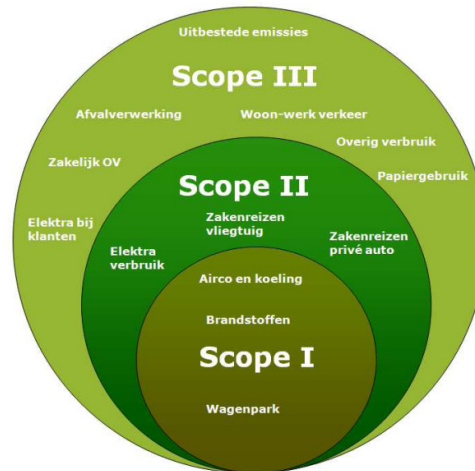 Uitbestede emissies
Scope III
Afvalverwerking
Woon-werk verkeer
Overig verbruik
Zakelijk OV
Papiergebruik
Scope II
Elektra bij
klanten
Zakenreizen
vliegtuig
Elektra
verbruik
Zakenreizen
privé auto
Airco en koeling
Brandstoffen
Scope I
Wagenpark